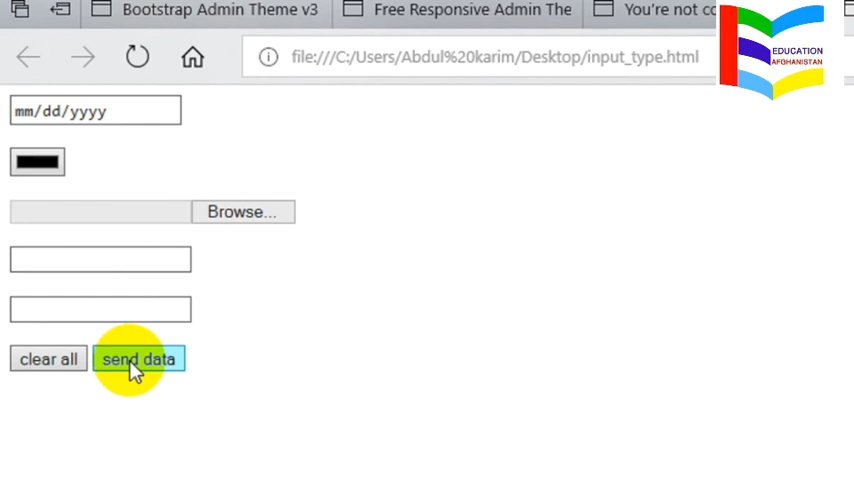 Bootstrap Admin Theme v3
Free Responsive Admin The
You're not co
file:///C:/Users/Abdul%20karim/Desktop/input_type.html
EDUCATION
AFGHANISTAN
mm/dd/yyyy
Browse...
clear all
send data